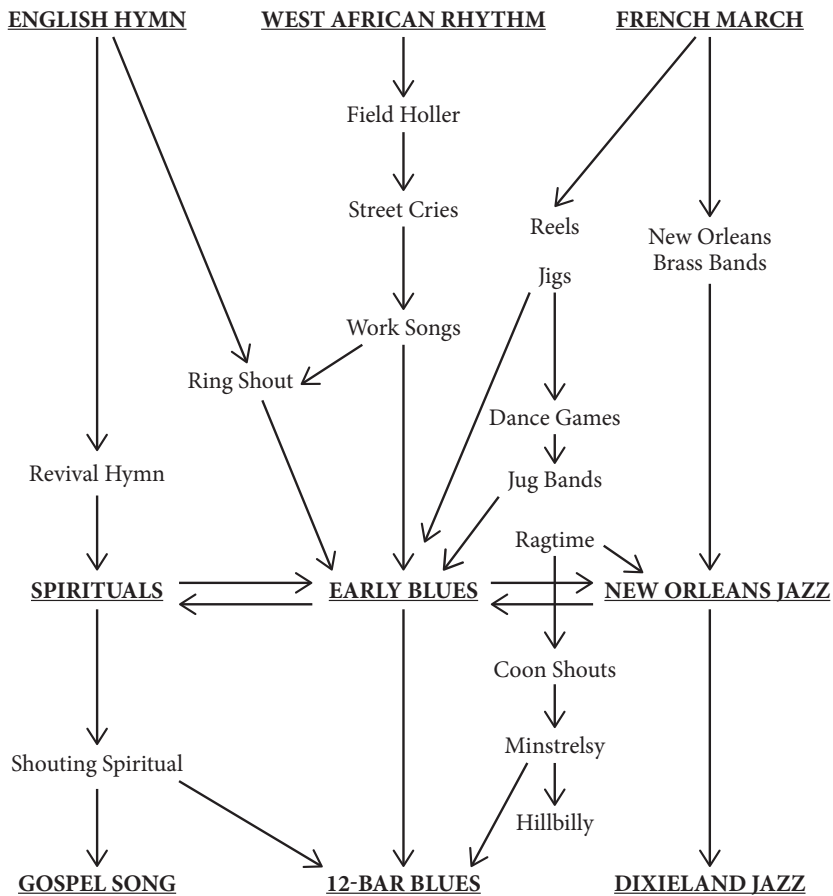 ENGLISH HYMN
WEST AFRICAN RHYTHM
FRENCH MARCH
Field Holler
Street Cries
Reels
New Orleans
Brass Bands
Jigs
Work Songs
Ring Shout
Dance Games
Revival Hymn
Jug Bands
Ragtime
SPIRITUALS
EARLY BLUES
NEW ORLEANS JAZZ
Coon Shouts
Minstrelsy
Shouting Spiritual
Hillbilly
GOSPEL SONG
12-BAR BLUES
DIXIELAND JAZZ